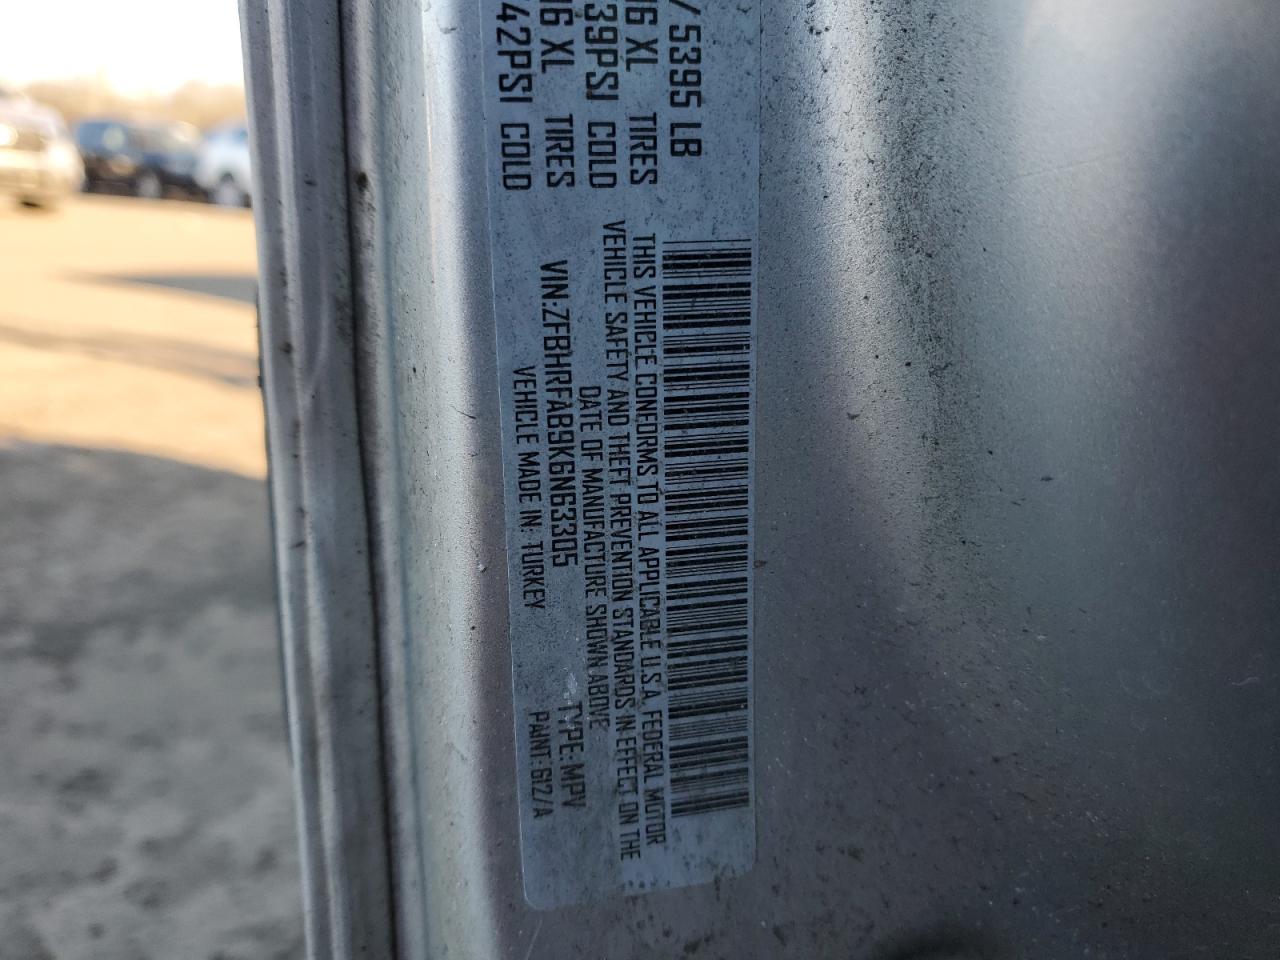 / 5395 LB
16 XL TIRES
39PSI COLD
16 XL TIRES
42PSI COLD
THIS VEHICLE CONFORMS TO ALL APPLICABLE U.S.A. FEDERAL MOTOR
VEHICLE SAFETY AND THEFT PREVENTION STANDARDS IN EFFECT ON THE
DATE OF MANUFACTURE SHOWN ABOVE
VIN: ZFBHRFAB9K6N63305 TYPE: MPV
VEHICLE MADE IN: TURKEY PAINT: 612/A